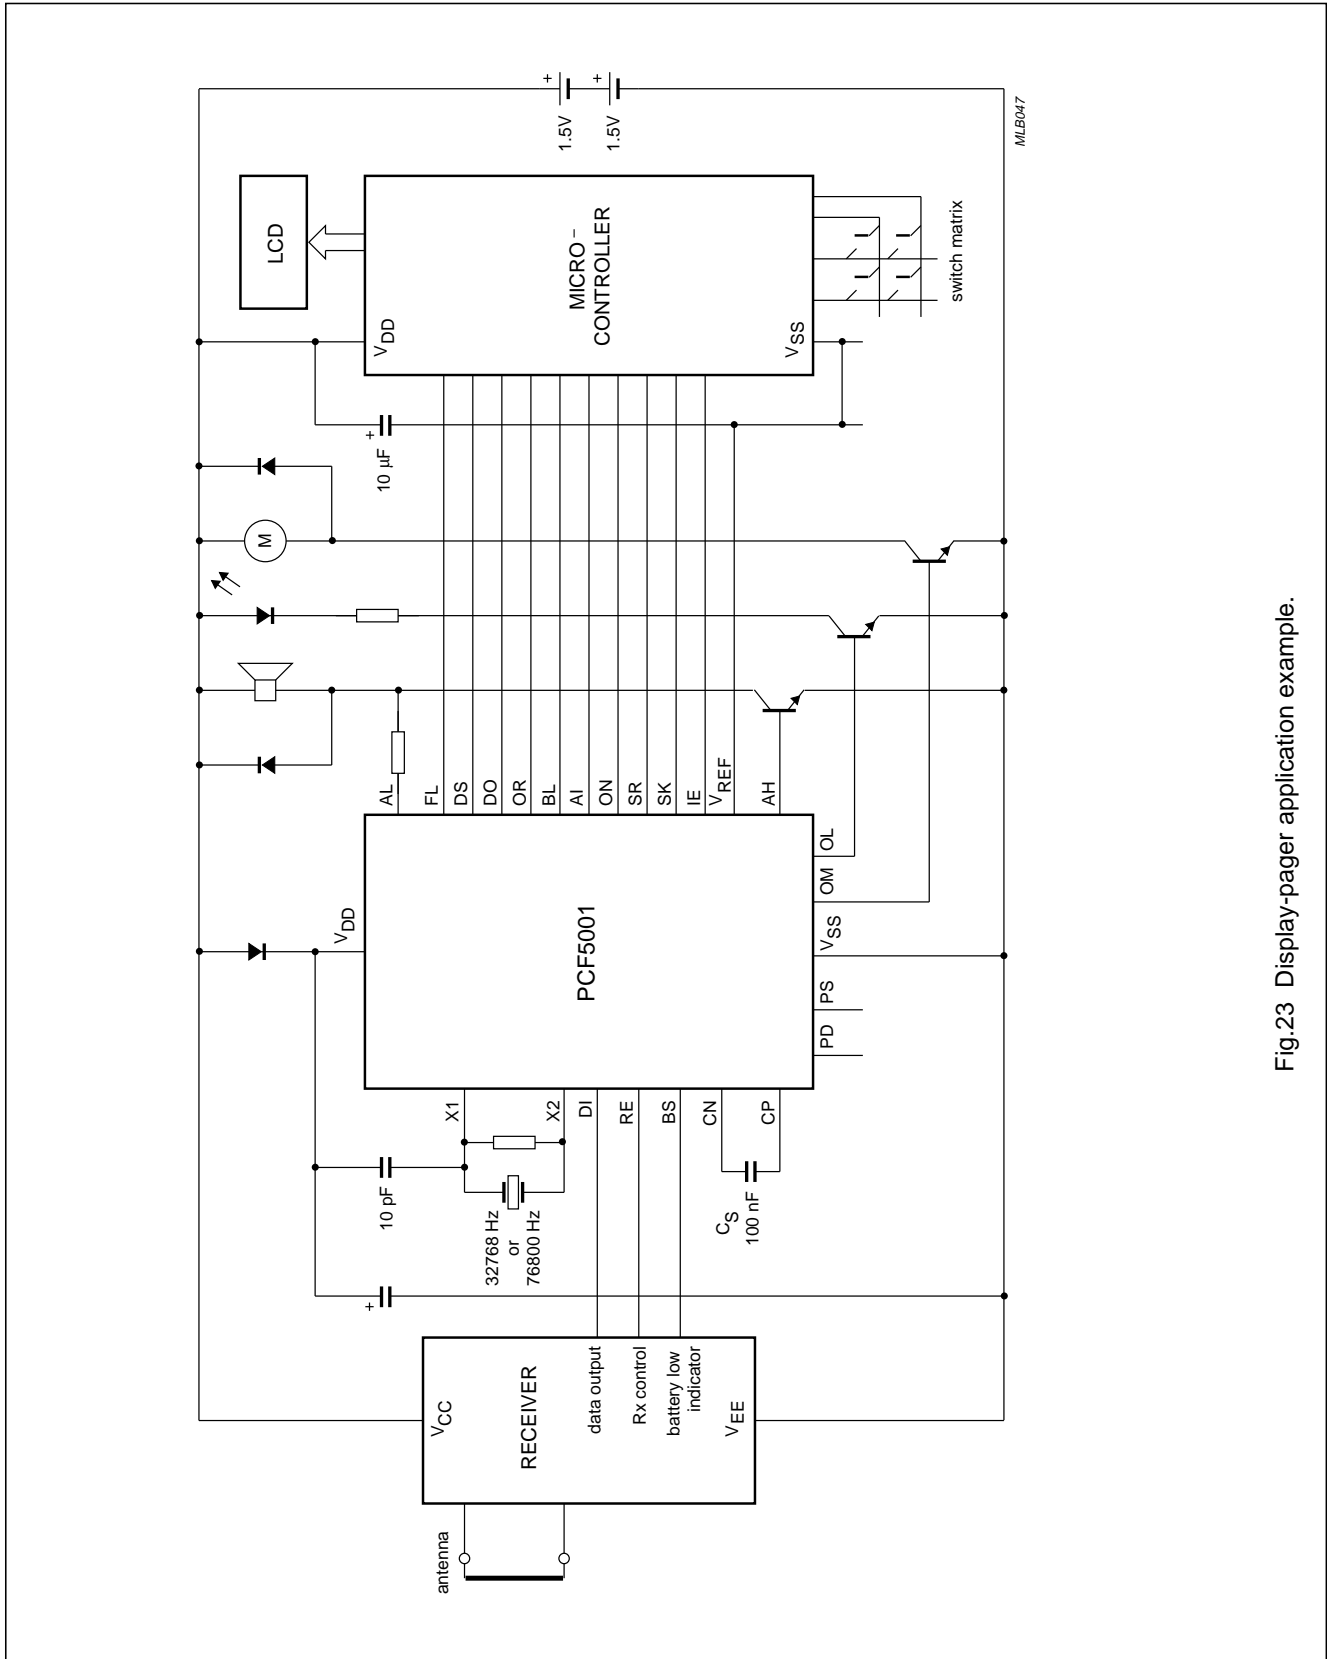 antenna
VCC
RECEIVER
data output
Rx control
battery low
indicator
VEE
+
10 pF
32768 Hz
or
76800 Hz
X1
X2
DI
RE
BS
CN
CP
CS
100 nF
VDD
PCF5001
PD
PS
VSS
OM
OL
AL
FL
DS
DO
OR
BL
AI
ON
SR
SK
IE
VREF
AH
M
+
10 µF
VDD
MICRO-
CONTROLLER
VSS
LCD
switch matrix
+
1.5V
+
1.5V
MLB047
Fig.23 Display-pager application example.